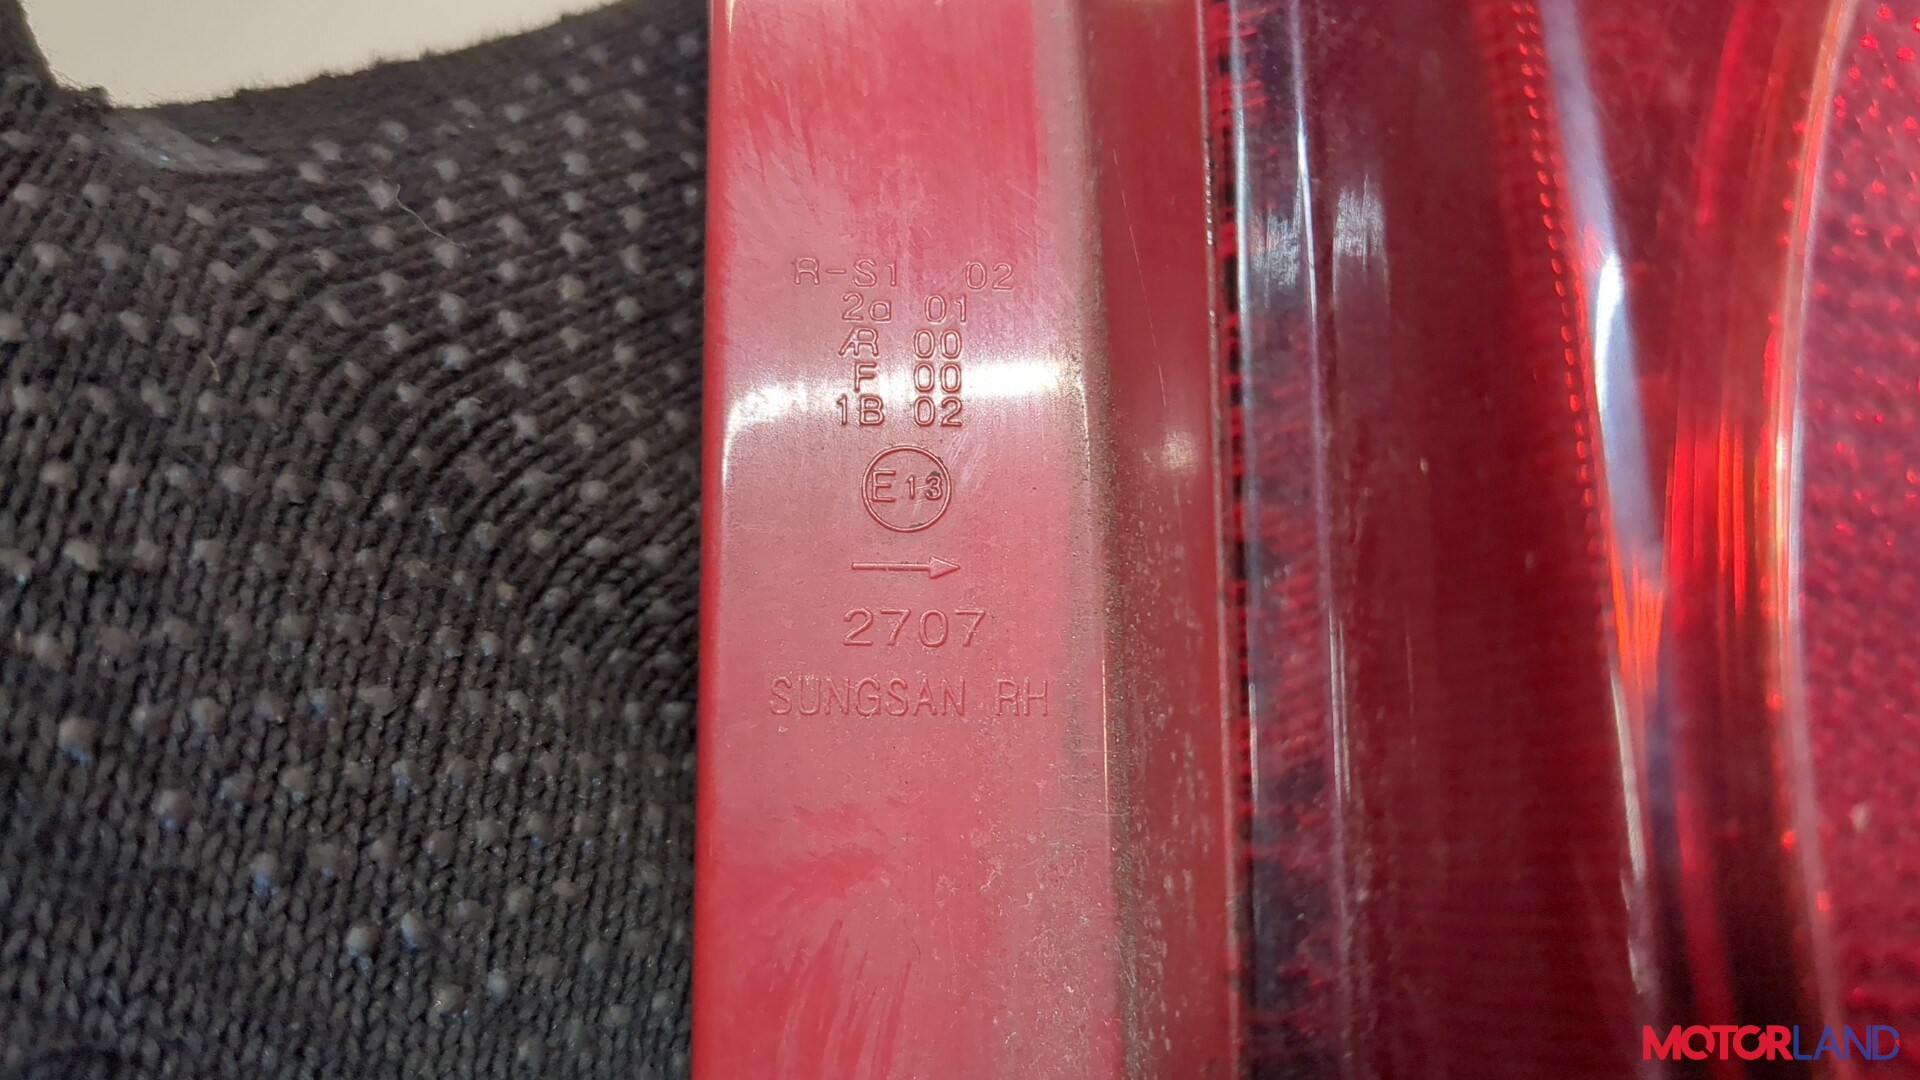 R-S1 02
2a 01
AR 00
F 00
1B 02
E13
→
2707
SUNGSAN RH
MOTORLAND